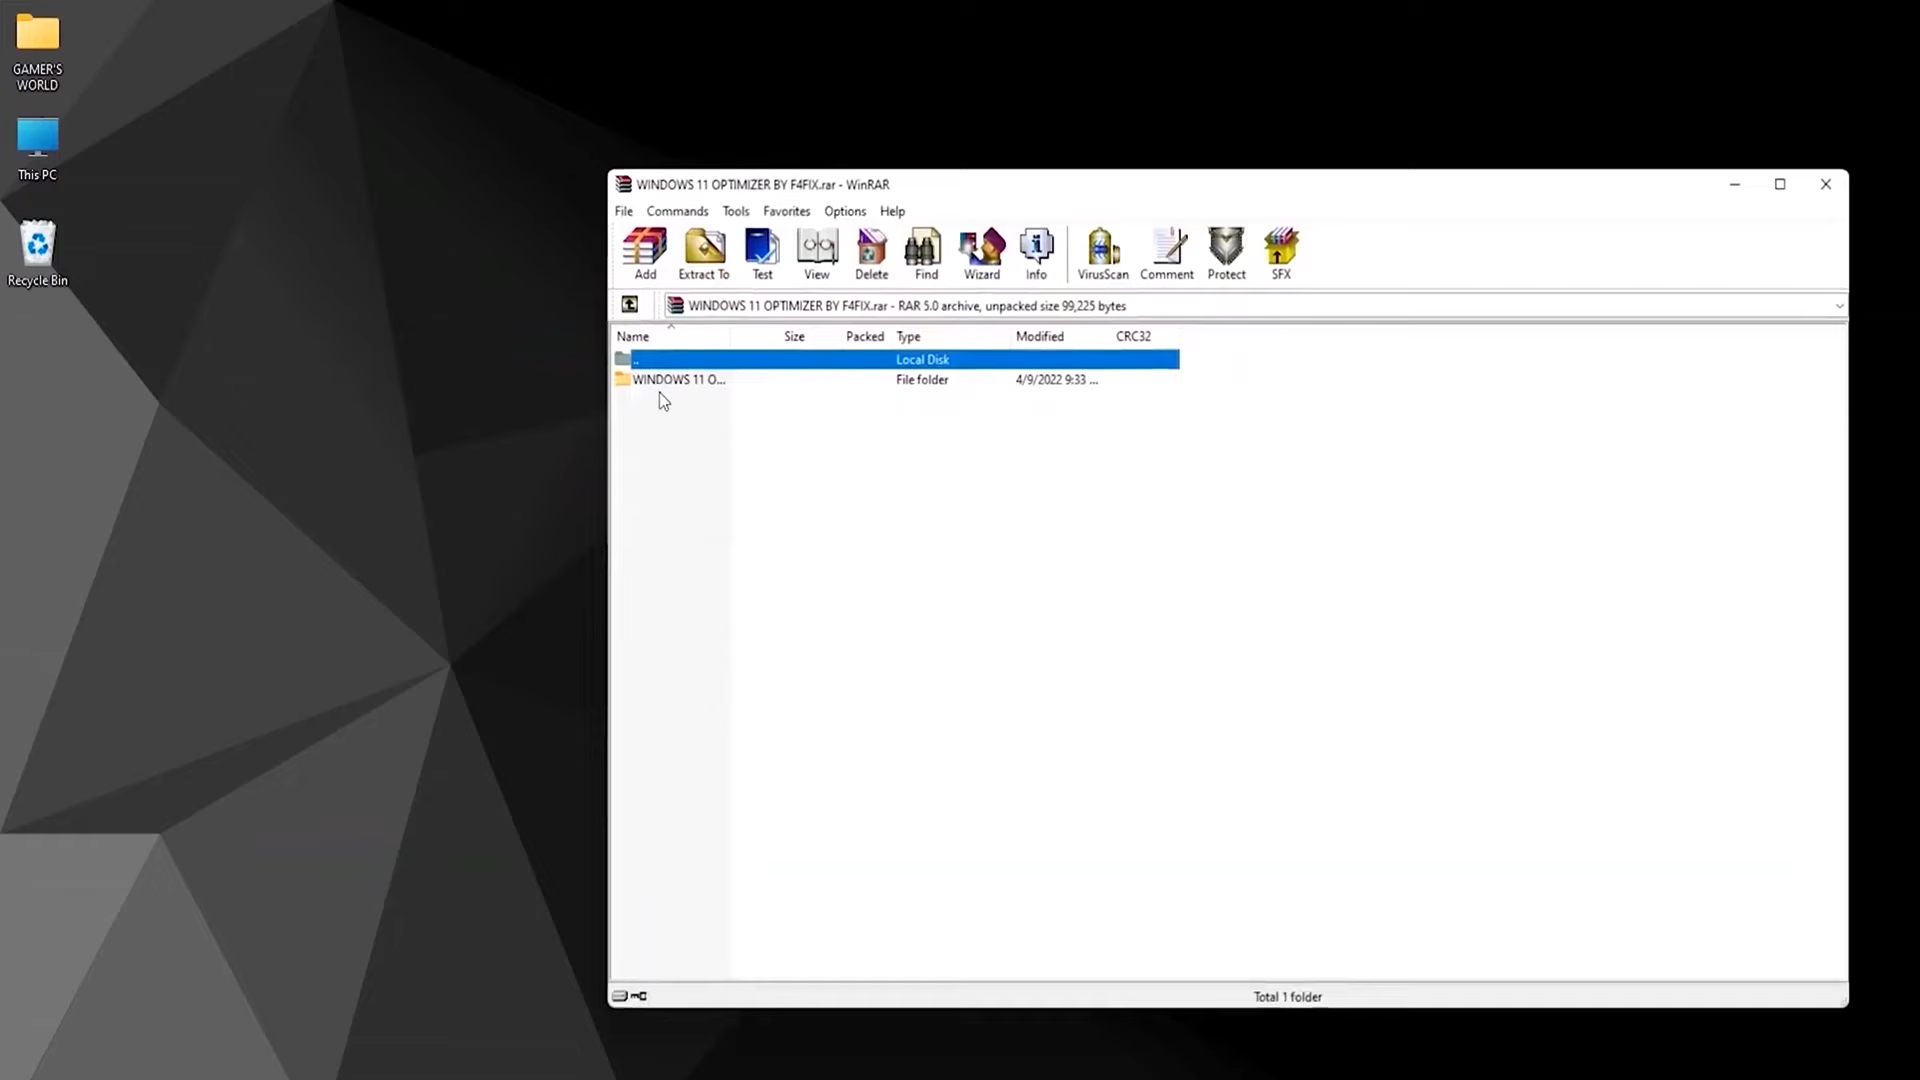 GAMER'S
WORLD
This PC
Recycle Bin
WINDOWS 11 OPTIMIZER BY F4FIX.rar - WinRAR
File Commands Tools Favorites Options Help
Add Extract To Test View Delete Find Wizard Info VirusScan Comment Protect SFX
WINDOWS 11 OPTIMIZER BY F4FIX.rar - RAR 5.0 archive, unpacked size 99,225 bytes
Name Size Packed Type Modified CRC32
.. Local Disk
WINDOWS 11 O... File folder 4/9/2022 9:33 ...
Total 1 folder